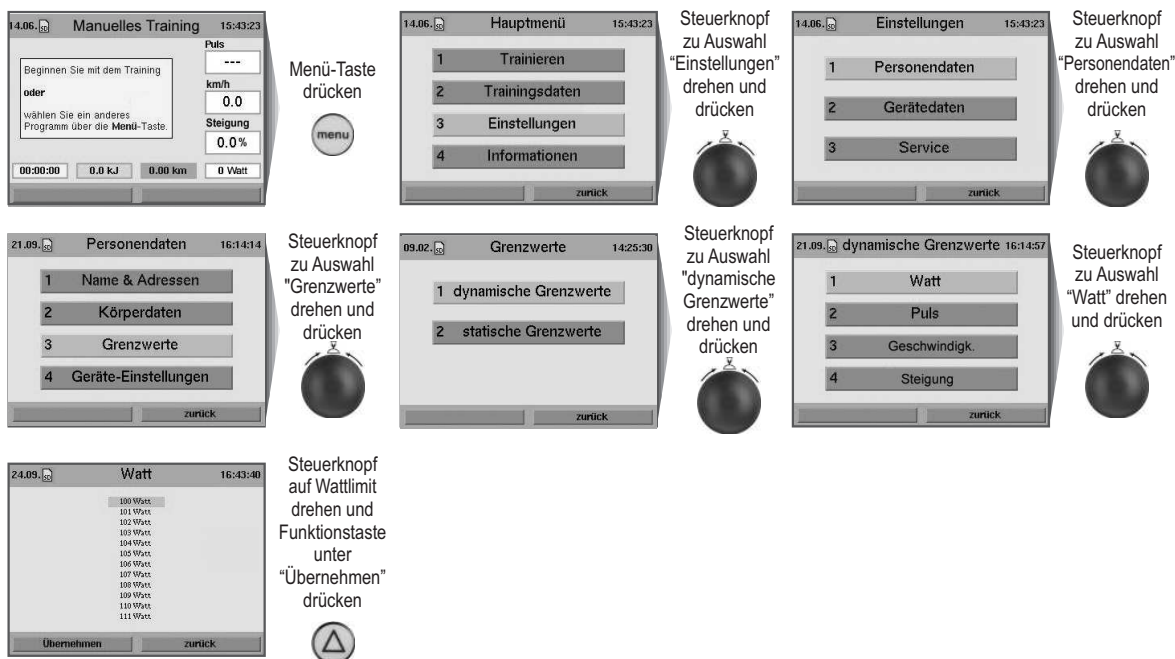 14.06. SD Manuelles Training 15:43:23
Beginnen Sie mit dem Training
oder
wählen Sie ein anderes
Programm über die Menü-Taste.
Puls
---
km/h
0.0
Steigung
0.0 %
00:00:00 0.0 kJ 0.00 km 0 Watt
Menü-Taste
drücken
menu
14.06. SD Hauptmenü 15:43:23
1 Trainieren
2 Trainingsdaten
3 Einstellungen
4 Informationen
zurück
Steuerknopf
zu Auswahl
“Einstellungen”
drehen und
drücken
14.06. SD Einstellungen 15:43:23
1 Personendaten
2 Gerätedaten
3 Service
zurück
Steuerknopf
zu Auswahl
“Personendaten”
drehen und
drücken
21.09. SD Personendaten 16:14:14
1 Name & Adressen
2 Körperdaten
3 Grenzwerte
4 Geräte-Einstellungen
zurück
Steuerknopf
zu Auswahl
"Grenzwerte”
drehen und
drücken
09.02. SD Grenzwerte 14:25:30
1 dynamische Grenzwerte
2 statische Grenzwerte
zurück
Steuerknopf
zu Auswahl
"dynamische
Grenzwerte”
drehen und
drücken
21.09. SD dynamische Grenzwerte 16:14:57
1 Watt
2 Puls
3 Geschwindigk.
4 Steigung
zurück
Steuerknopf
zu Auswahl
“Watt” drehen
und drücken
24.09. SD Watt 16:43:40
100 Watt
101 Watt
102 Watt
103 Watt
104 Watt
105 Watt
106 Watt
107 Watt
108 Watt
109 Watt
110 Watt
111 Watt
Übernehmen zurück
Steuerknopf
auf Wattlimit
drehen und
Funktionstaste
unter
“Übernehmen”
drücken